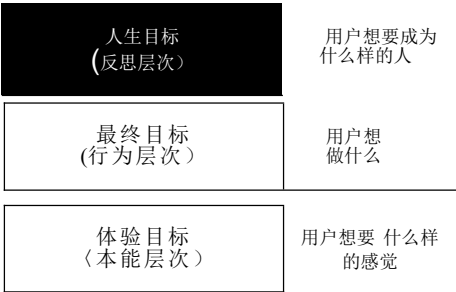 人生目标
(反思层次）
用户想要成为
什么样的人
最终目标
(行为层次）
用户想
做什么
体验目标
〈本能层次）
用户想要 什么样
的感觉